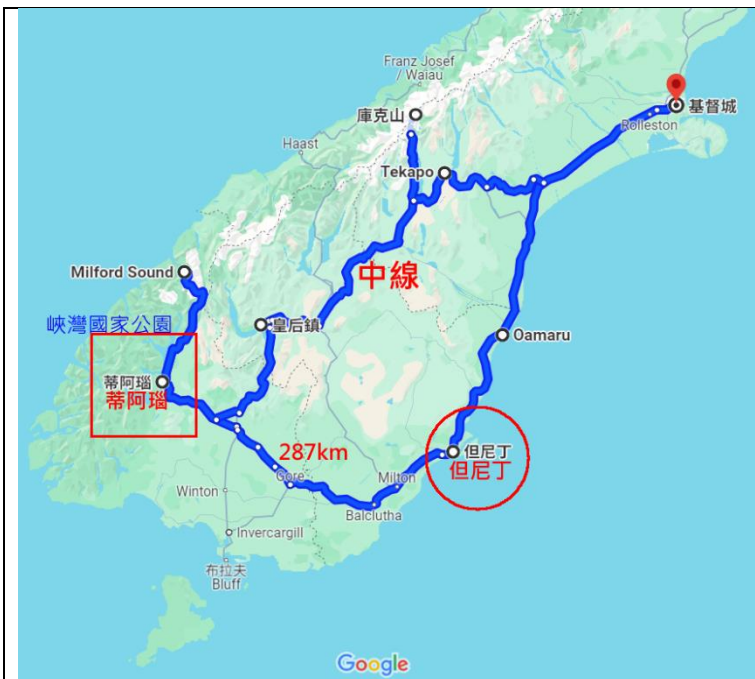 Franz Josef
/ Waiau
庫克山
基督城
Rolleston
Haast
Tekapo
中線
Milford Sound
峽灣國家公園
皇后鎮
Oamaru
蒂阿瑙
蒂阿瑙
287km
但尼丁
但尼丁
Gore
Milton
Winton
Balclutha
Invercargill
布拉夫
Bluff
Google